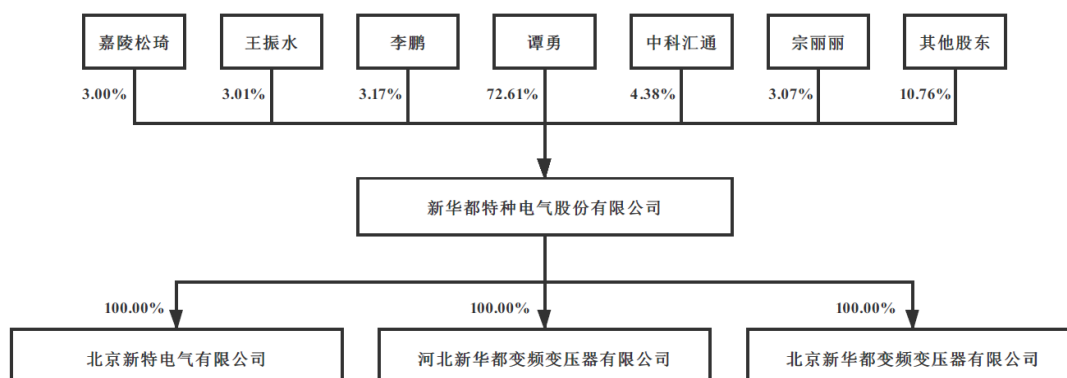 嘉陵松琦
王振水
李鹏
谭勇
中科汇通
宗丽丽
其他股东
3.00%
3.01%
3.17%
72.61%
4.38%
3.07%
10.76%
新华都特种电气股份有限公司
100.00%
100.00%
100.00%
北京新特电气有限公司
河北新华都变频变压器有限公司
北京新华都变频变压器有限公司